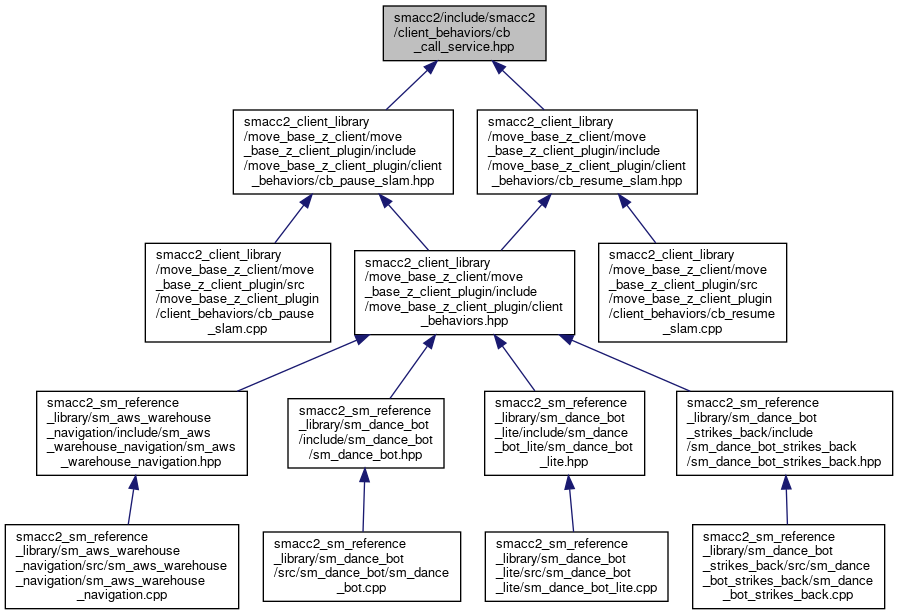 smacc2/include/smacc2
/client_behaviors/cb
_call_service.hpp
smacc2_client_library
/move_base_z_client/move
_base_z_client_plugin/include
/move_base_z_client_plugin/client
_behaviors/cb_pause_slam.hpp
smacc2_client_library
/move_base_z_client/move
_base_z_client_plugin/include
/move_base_z_client_plugin/client
_behaviors/cb_resume_slam.hpp
smacc2_client_library
/move_base_z_client/move
_base_z_client_plugin/src
/move_base_z_client_plugin
/client_behaviors/cb_pause
_slam.cpp
smacc2_client_library
/move_base_z_client/move
_base_z_client_plugin/include
/move_base_z_client_plugin/client
_behaviors.hpp
smacc2_client_library
/move_base_z_client/move
_base_z_client_plugin/src
/move_base_z_client_plugin
/client_behaviors/cb_resume
_slam.cpp
smacc2_sm_reference
_library/sm_aws_warehouse
_navigation/include/sm_aws
_warehouse_navigation/sm_aws
_warehouse_navigation.hpp
smacc2_sm_reference
_library/sm_dance_bot
/include/sm_dance_bot
/sm_dance_bot.hpp
smacc2_sm_reference
_library/sm_dance_bot
_lite/include/sm_dance
_bot_lite/sm_dance_bot
_lite.hpp
smacc2_sm_reference
_library/sm_dance_bot
_strikes_back/include
/sm_dance_bot_strikes_back
/sm_dance_bot_strikes_back.hpp
smacc2_sm_reference
_library/sm_aws_warehouse
_navigation/src/sm_aws_warehouse
_navigation/sm_aws_warehouse
_navigation.cpp
smacc2_sm_reference
_library/sm_dance_bot
/src/sm_dance_bot/sm_dance
_bot.cpp
smacc2_sm_reference
_library/sm_dance_bot
_lite/src/sm_dance_bot
_lite/sm_dance_bot_lite.cpp
smacc2_sm_reference
_library/sm_dance_bot
_strikes_back/src/sm_dance
_bot_strikes_back/sm_dance
_bot_strikes_back.cpp